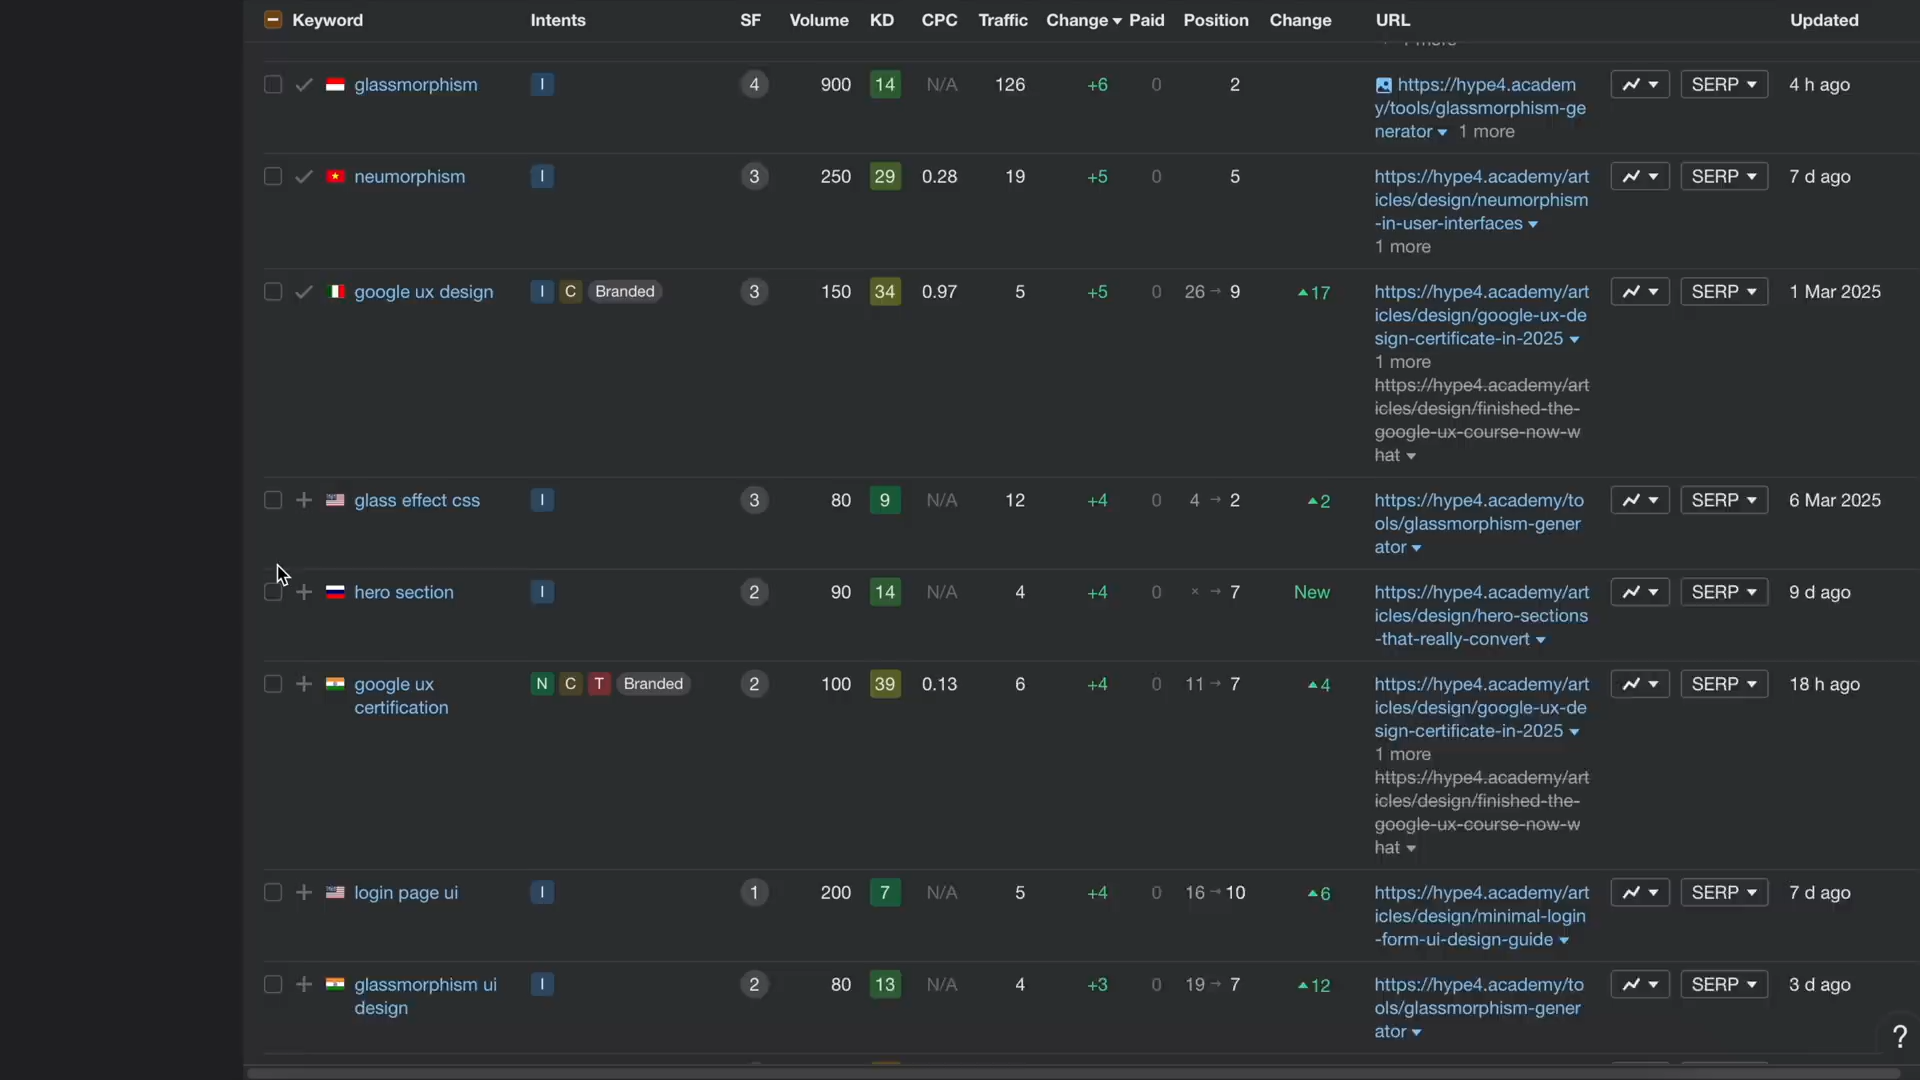 Keyword Intents SF Volume KD CPC Traffic Change Paid Position Change URL Updated
1 more
glassmorphism I 4 900 14 N/A 126 +6 0 2 https://hype4.academ SERP 4 h ago
y/tools/glassmorphism-ge
nerator 1 more
neumorphism I 3 250 29 0.28 19 +5 0 5 https://hype4.academy/art SERP 7 d ago
icles/design/neumorphism
-in-user-interfaces
1 more
google ux design I C Branded 3 150 34 0.97 5 +5 0 26 → 9 ▲17 https://hype4.academy/art SERP 1 Mar 2025
icles/design/google-ux-de
sign-certificate-in-2025
1 more
https://hype4.academy/art
icles/design/finished-the-
google-ux-course-now-w
hat
glass effect css I 3 80 9 N/A 12 +4 0 4 → 2 ▲2 https://hype4.academy/to SERP 6 Mar 2025
ols/glassmorphism-gener
ator
hero section I 2 90 14 N/A 4 +4 0 × → 7 New https://hype4.academy/art SERP 9 d ago
icles/design/hero-sections
-that-really-convert
google ux N C T Branded 2 100 39 0.13 6 +4 0 11 → 7 ▲4 https://hype4.academy/art SERP 18 h ago
certification icles/design/google-ux-de
sign-certificate-in-2025
1 more
https://hype4.academy/art
icles/design/finished-the-
google-ux-course-now-w
hat
login page ui I 1 200 7 N/A 5 +4 0 16 → 10 ▲6 https://hype4.academy/art SERP 7 d ago
icles/design/minimal-login
-form-ui-design-guide
glassmorphism ui I 2 80 13 N/A 4 +3 0 19 → 7 ▲12 https://hype4.academy/to SERP 3 d ago
design ols/glassmorphism-gener
ator
?